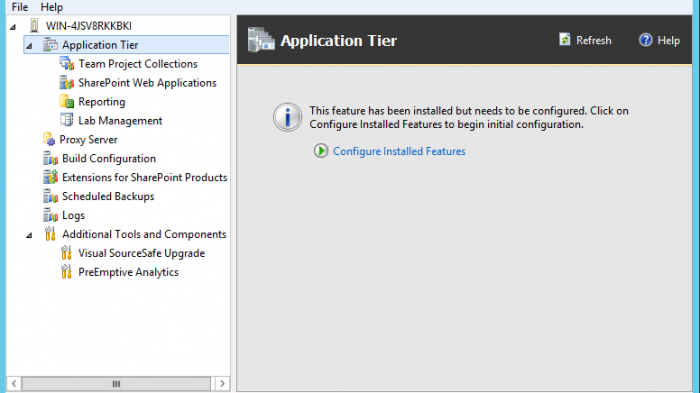 File Help
WIN-4JSV8RKKBKI
Application Tier
Team Project Collections
SharePoint Web Applications
Reporting
Lab Management
Proxy Server
Build Configuration
Extensions for SharePoint Products
Scheduled Backups
Logs
Additional Tools and Components
Visual SourceSafe Upgrade
PreEmptive Analytics
Application Tier
Refresh
Help
This feature has been installed but needs to be configured. Click on
Configure Installed Features to begin initial configuration.
Configure Installed Features